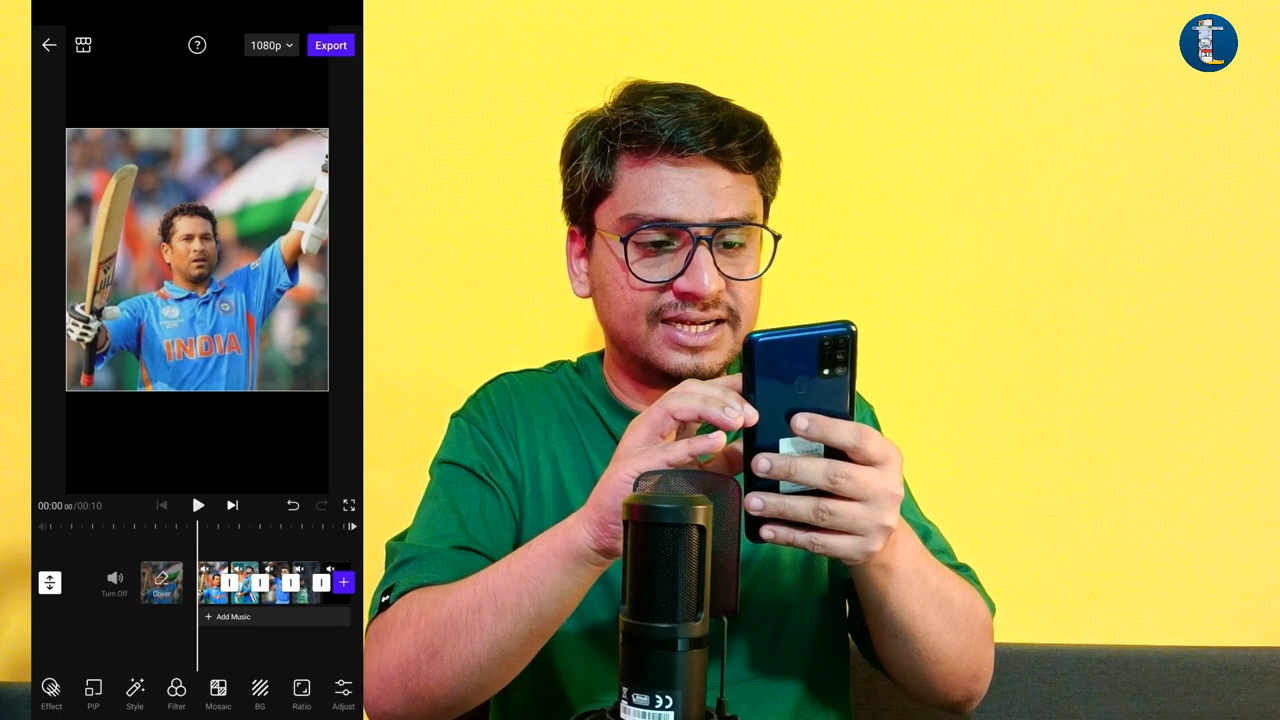 ?
1080p
Export
INDIA
00:00 00/00:10
Turn Off
Cover
+ Add Music
Effect
PIP
Style
Filter
Mosaic
BG
Ratio
Adjust
CE
t